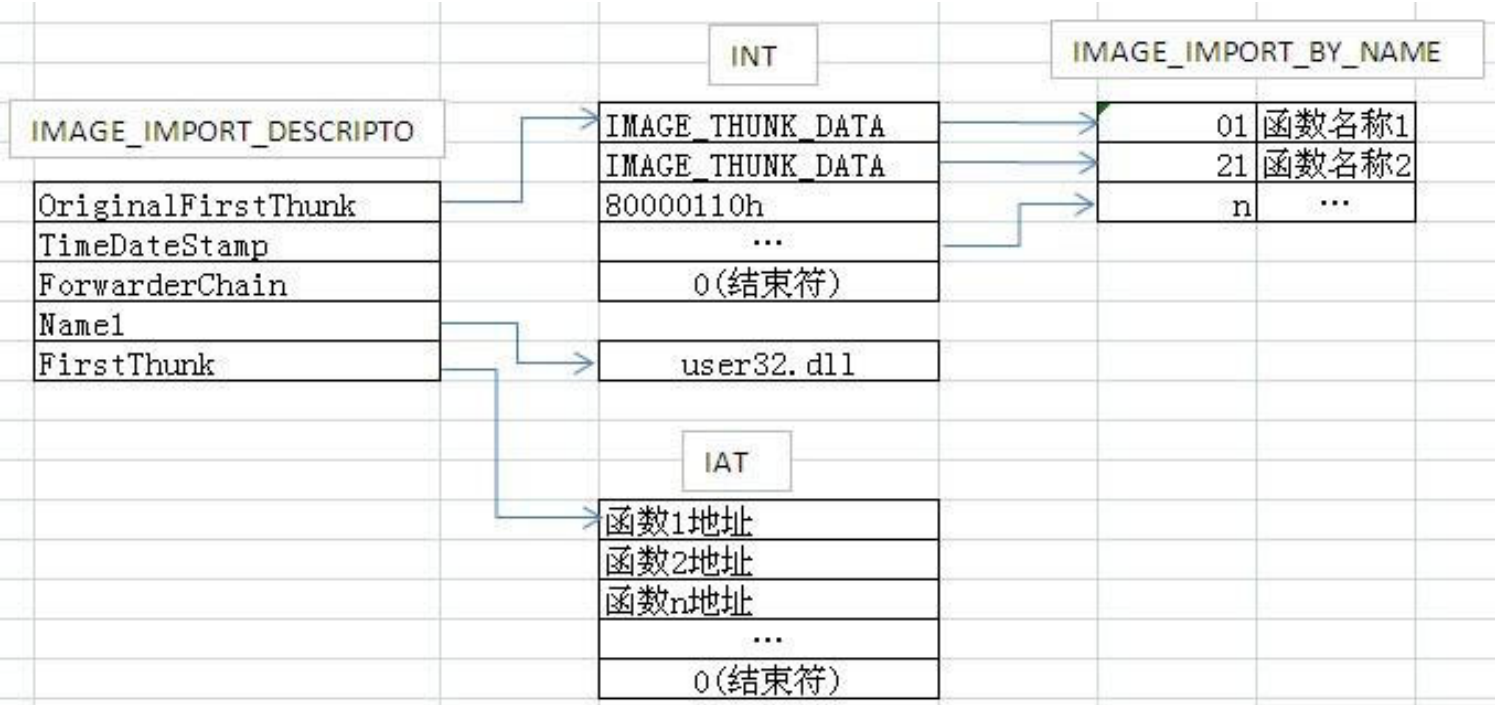 INT
IMAGE_IMPORT_BY_NAME
IMAGE_IMPORT_DESCRIPTO
OriginalFirstThunk
TimeDateStamp
ForwarderChain
Name1
FirstThunk
IMAGE_THUNK_DATA
IMAGE_THUNK_DATA
80000110h
…
0(结束符)
01 函数名称1
21 函数名称2
n …
user32.dll
IAT
函数1地址
函数2地址
函数n地址
…
0(结束符)